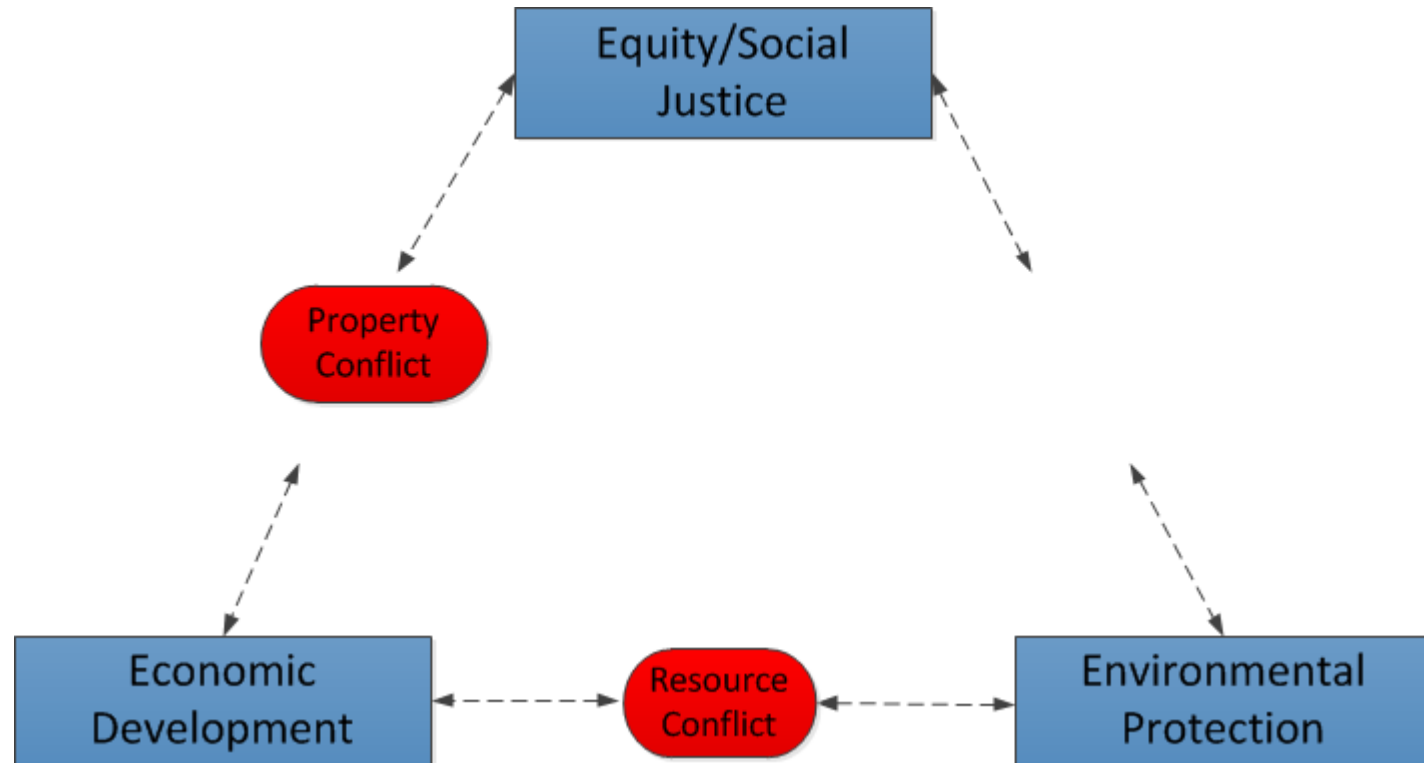 Equity/Social
Justice
Property
Conflict
Economic
Development
Resource
Conflict
Environmental
Protection